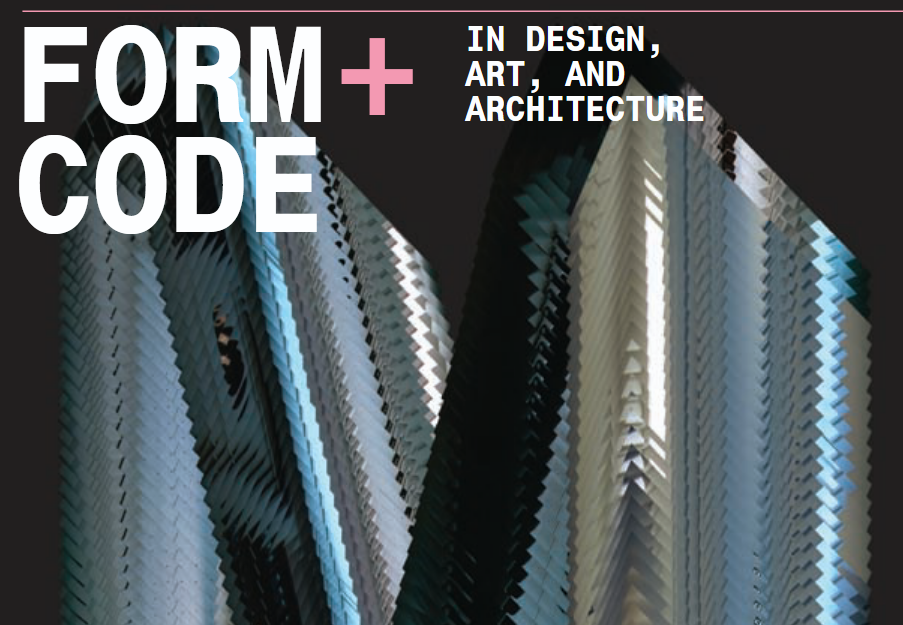 FORM+
CODE
IN DESIGN,
ART, AND
ARCHITECTURE